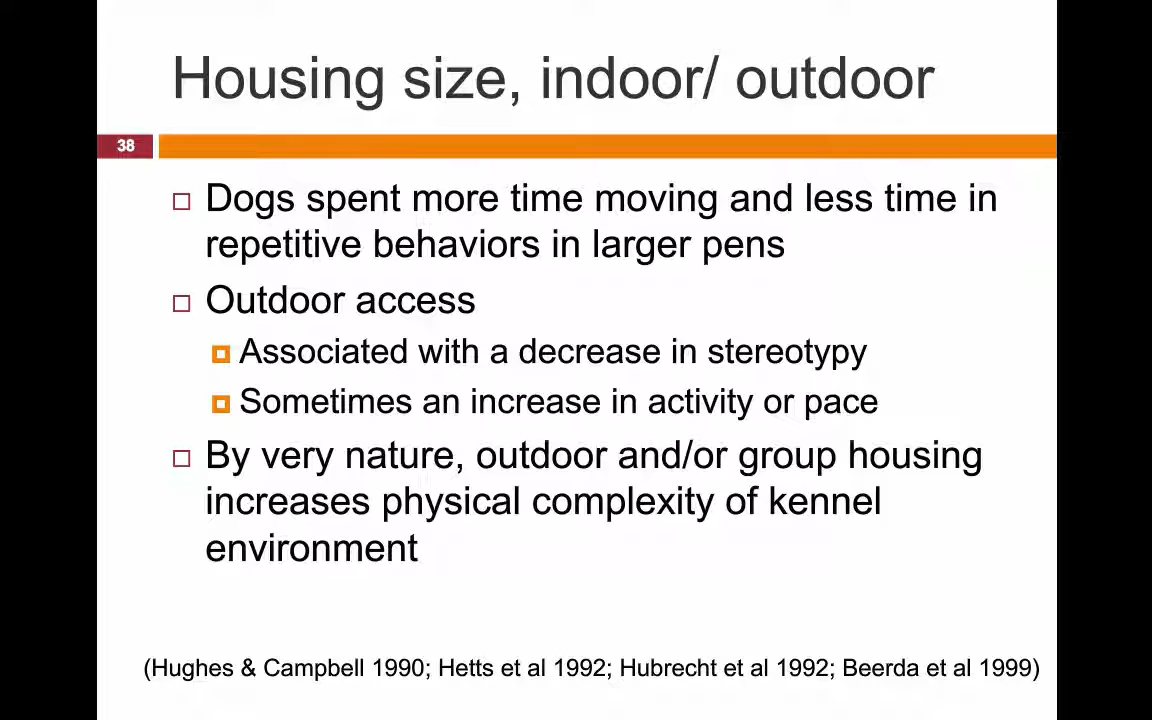 Housing size, indoor/ outdoor
38
Dogs spent more time moving and less time in
repetitive behaviors in larger pens
Outdoor access
Associated with a decrease in stereotypy
Sometimes an increase in activity or pace
By very nature, outdoor and/or group housing
increases physical complexity of kennel
environment
(Hughes & Campbell 1990; Hetts et al 1992; Hubrecht et al 1992; Beerda et al 1999)